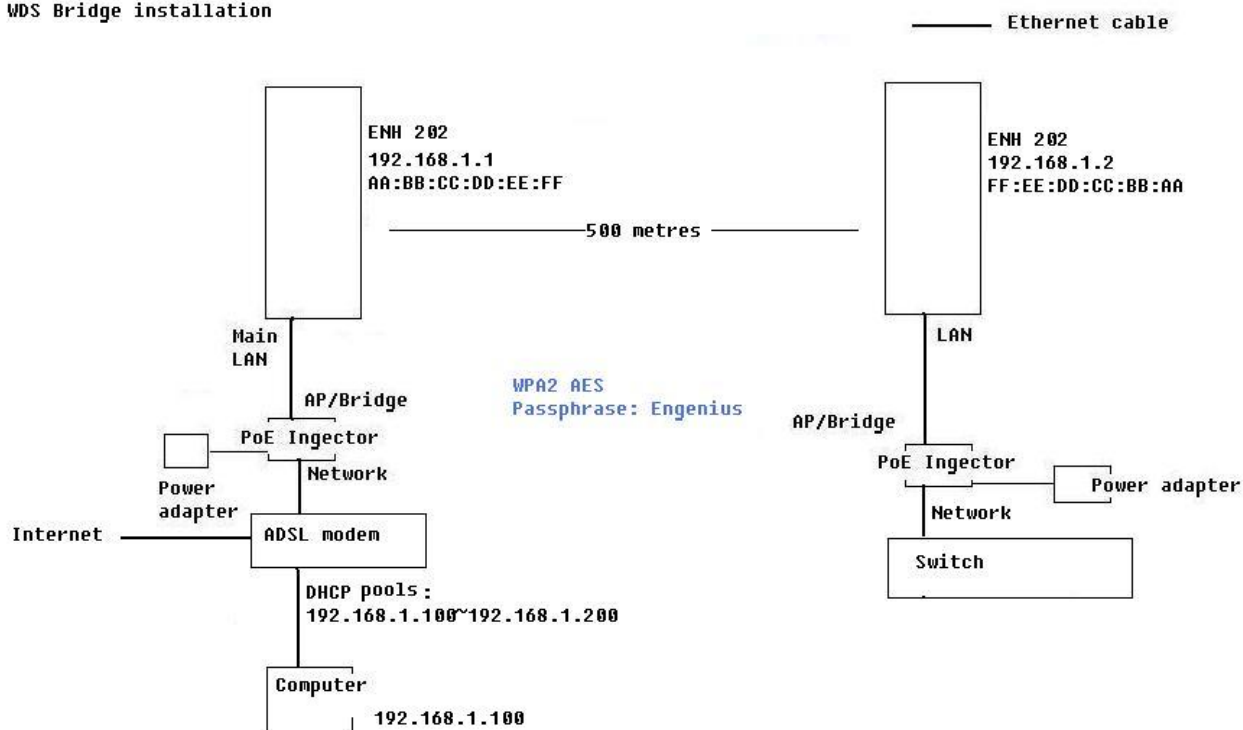 WDS Bridge installation
Ethernet cable
ENH 202
192.168.1.1
AA:BB:CC:DD:EE:FF
ENH 202
192.168.1.2
FF:EE:DD:CC:BB:AA
500 metres
Main
LAN
LAN
WPA2 AES
Passphrase: Engenius
AP/Bridge
PoE Ingector
Network
Power
adapter
AP/Bridge
PoE Ingector
Power adapter
Network
Internet
ADSL modem
Switch
DHCP pools:
192.168.1.100~192.168.1.200
Computer
192.168.1.100